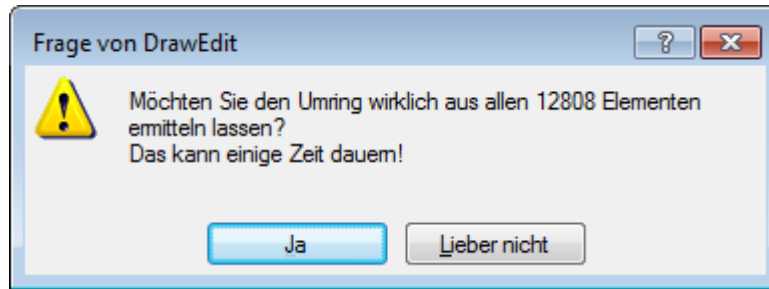 Frage von DrawEdit
?
Möchten Sie den Umring wirklich aus allen 12808 Elementen
ermitteln lassen?
Das kann einige Zeit dauern!
Ja
Lieber nicht